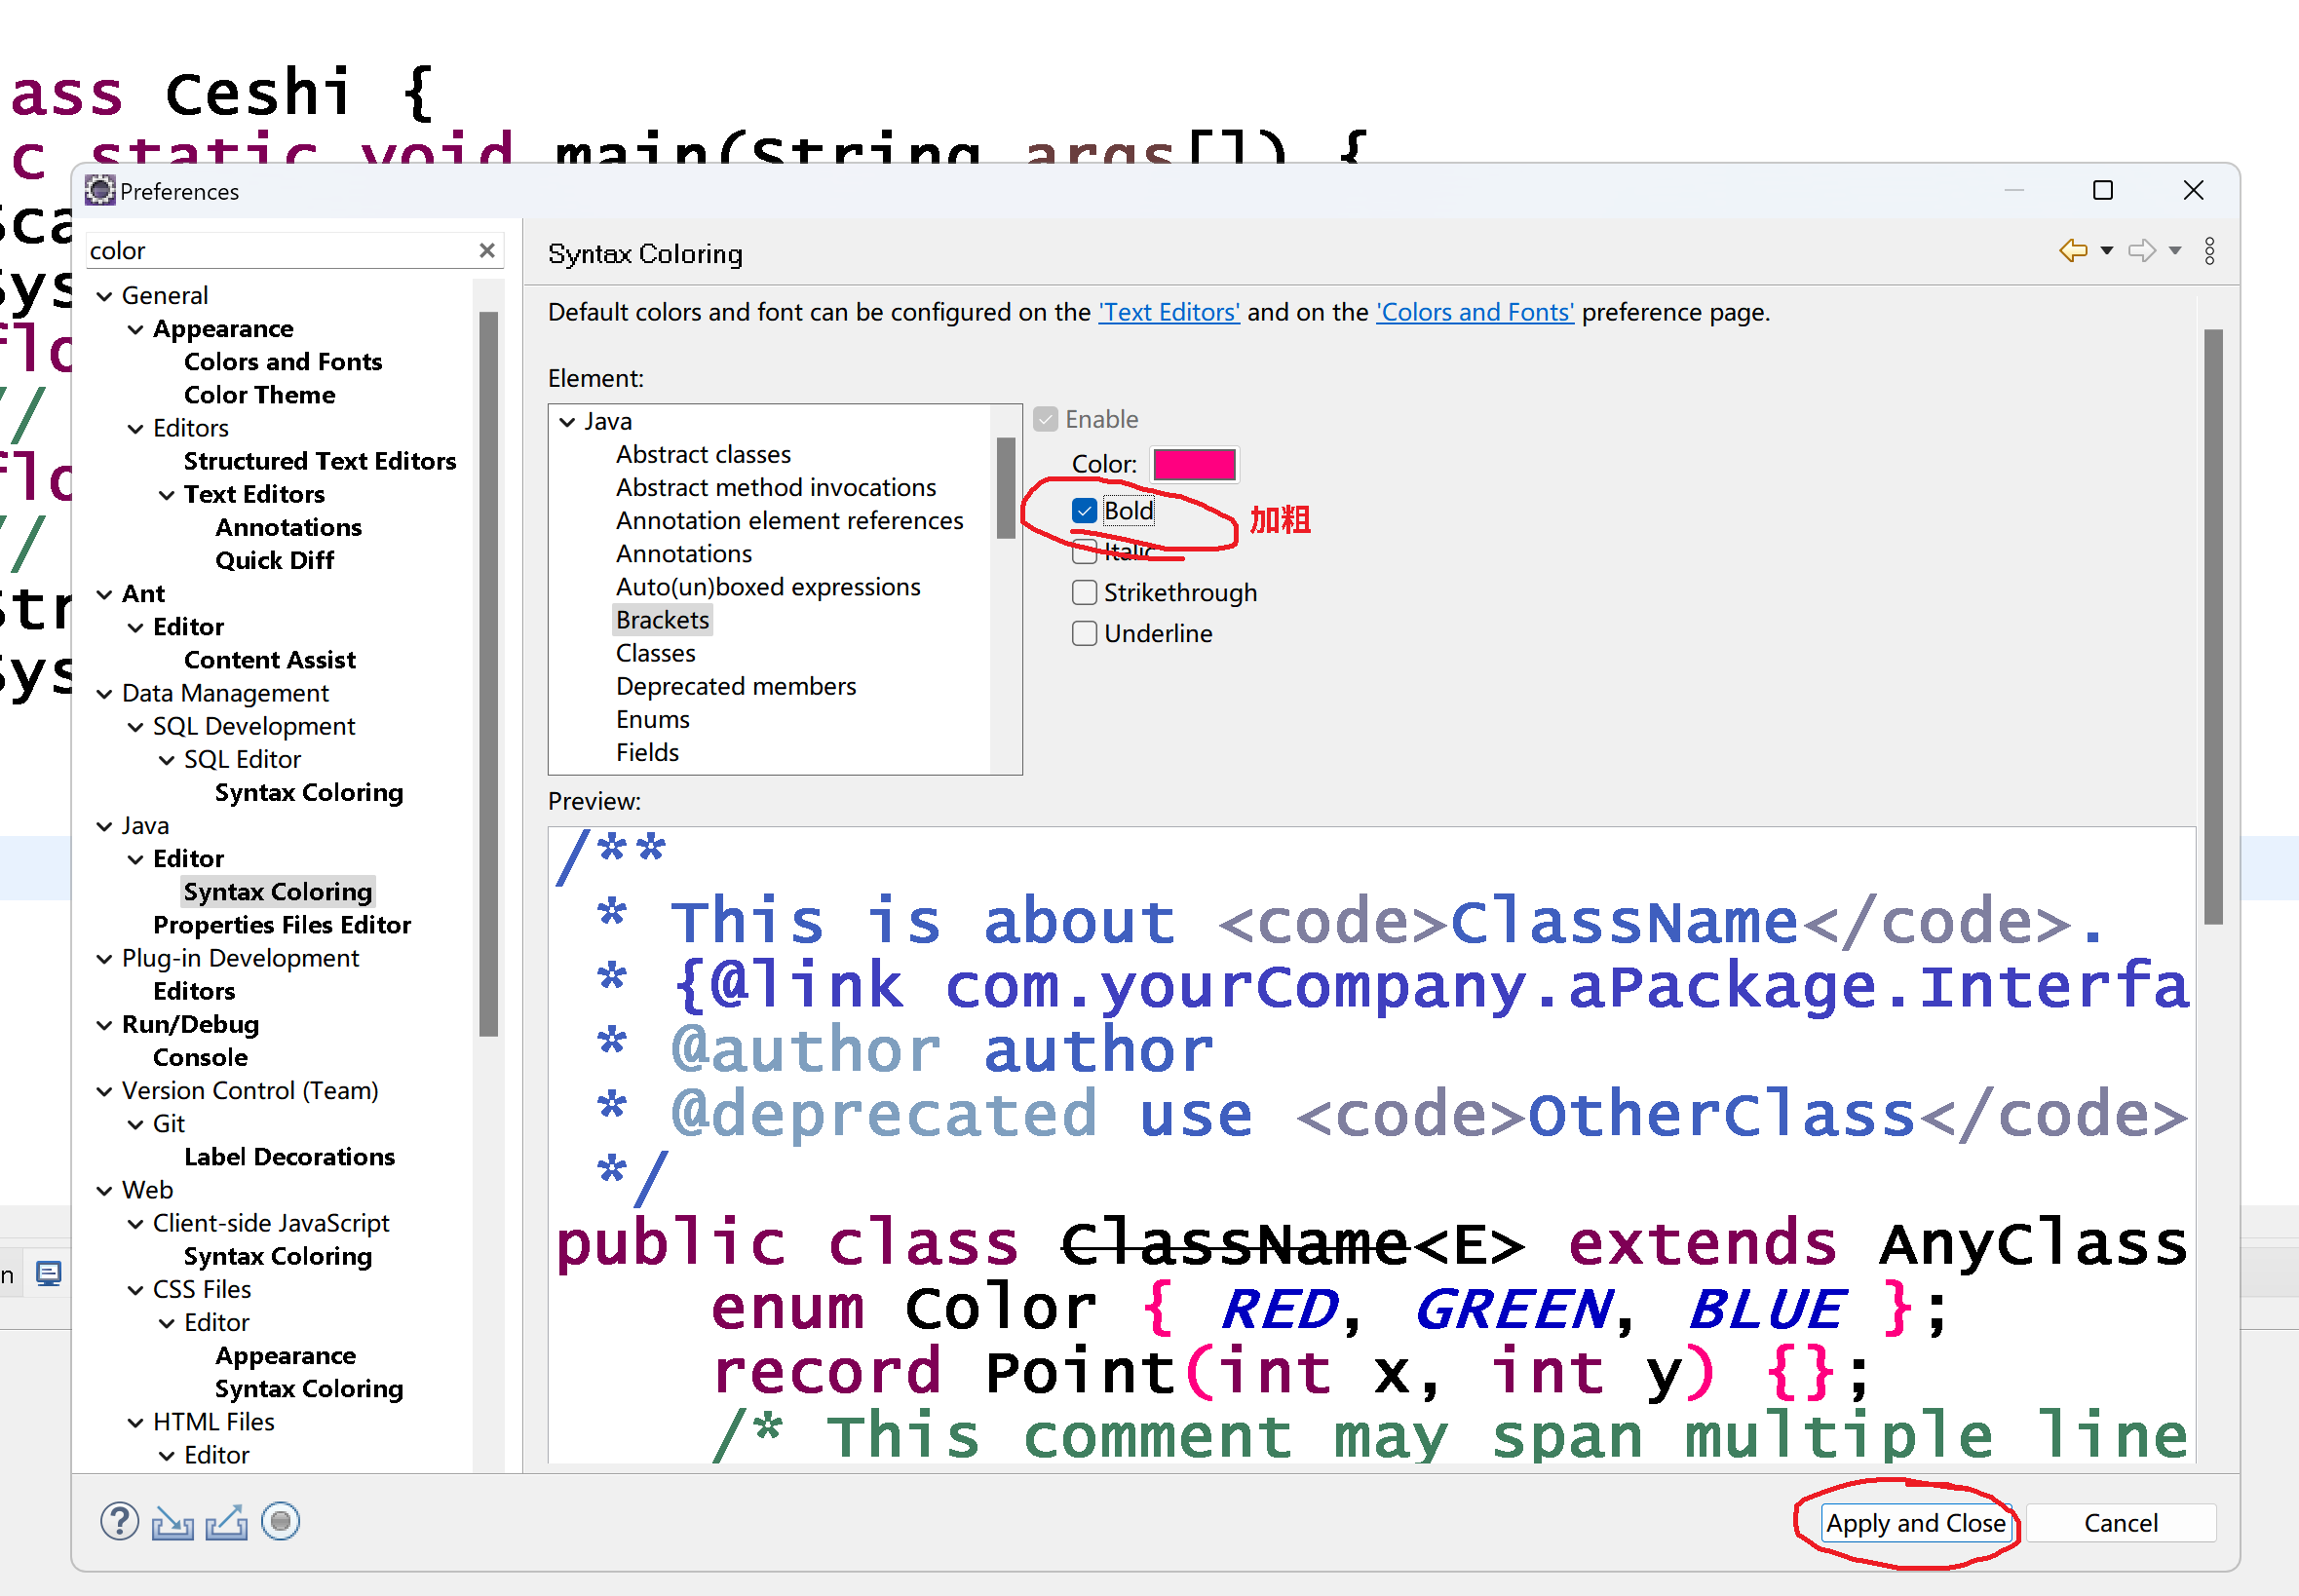 ass Ceshi {
c static void main(String args[]) {
Preferences
color
General
Appearance
Colors and Fonts
Color Theme
Editors
Structured Text Editors
Text Editors
Annotations
Quick Diff
Ant
Editor
Content Assist
Data Management
SQL Development
SQL Editor
Syntax Coloring
Java
Editor
Syntax Coloring
Properties Files Editor
Plug-in Development
Editors
Run/Debug
Console
Version Control (Team)
Git
Label Decorations
Web
Client-side JavaScript
Syntax Coloring
CSS Files
Editor
Appearance
Syntax Coloring
HTML Files
Editor
Syntax Coloring
Default colors and font can be configured on the 'Text Editors' and on the 'Colors and Fonts' preference page.
Element:
Java
Abstract classes
Abstract method invocations
Annotation element references
Annotations
Auto(un)boxed expressions
Brackets
Classes
Deprecated members
Enums
Fields
Enable
Color:
Bold
加粗
Italic
Strikethrough
Underline
Preview:
/**
* This is about <code>ClassName</code>.
* {@link com.yourCompany.aPackage.Interfa
* @author author
* @deprecated use <code>OtherClass</code>
*/
public class ClassName<E> extends AnyClass
enum Color { RED, GREEN, BLUE };
record Point(int x, int y) {};
/* This comment may span multiple line
Apply and Close
Cancel
Sca
Sys
flo
//
flo
//
Str
Sys
n